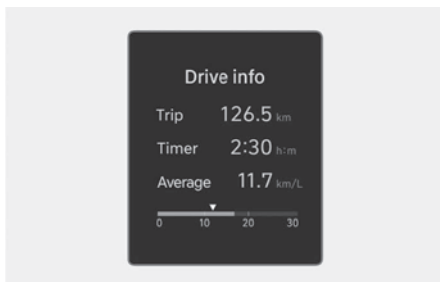 Drive info
Trip 126.5 km
Timer 2:30 h:m
Average 11.7 km/L
0 10 20 30